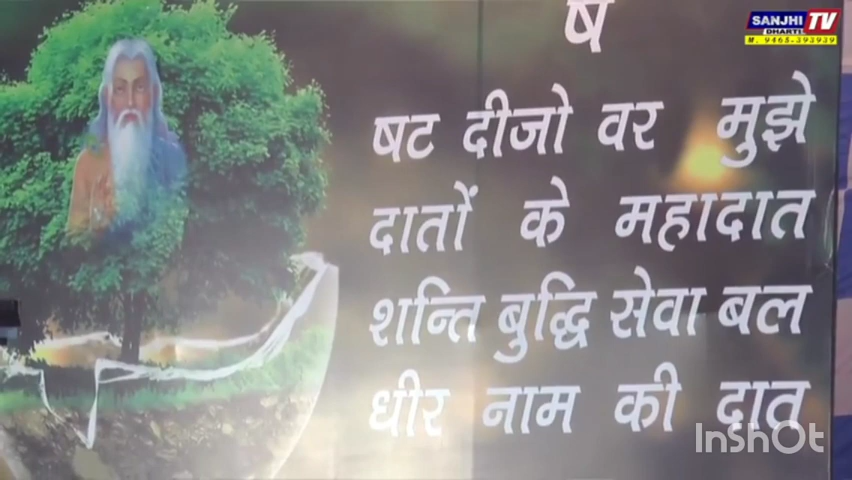 SANJHI TV
DHARTI
M. 9465-393939
ष
षट दीजो वर मुझे
दातों के महादात
शन्ति बुद्धि सेवा बल
धीर नाम की दात
InShOt